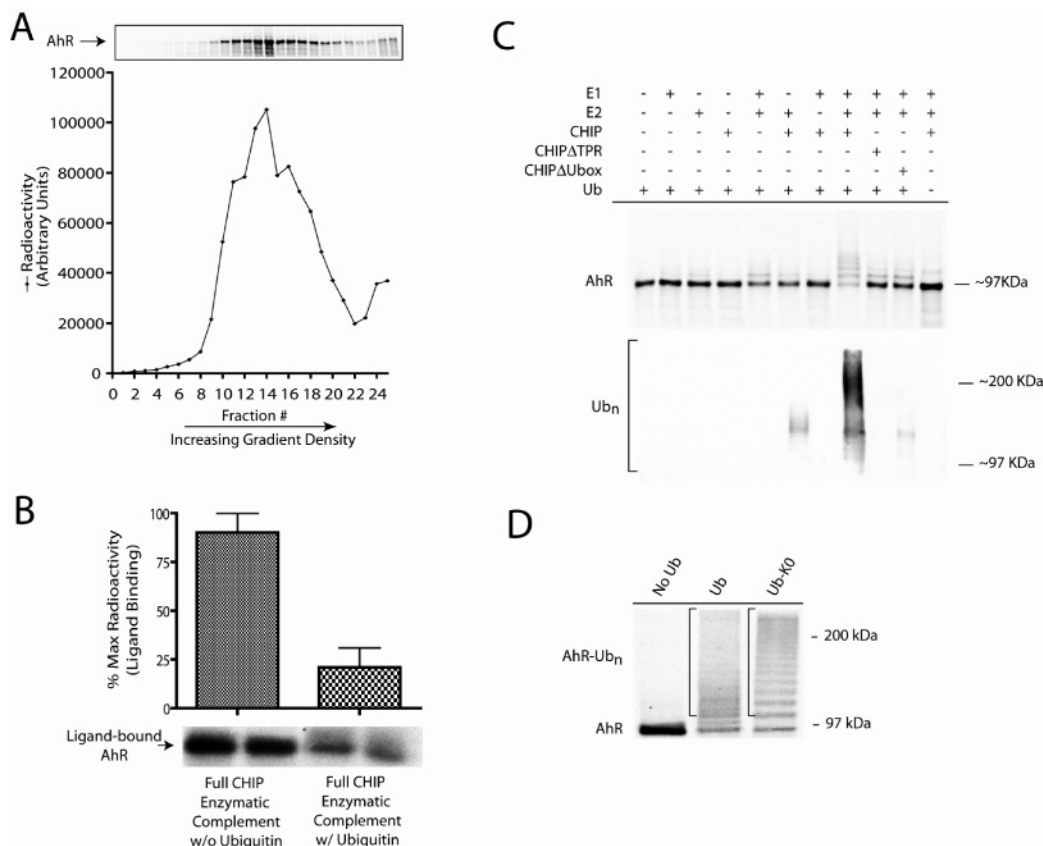 A
AhR
120000
100000
80000
60000
40000
20000
0
Radioactivity
(Arbitrary Units)
0 2 4 6 8 10 12 14 16 18 20 22 24
Fraction #
Increasing Gradient Density
B
% Max Radioactivity
(Ligand Binding)
100
75
50
25
0
Ligand-bound
AhR
Full CHIP
Enzymatic
Complement
w/o Ubiquitin
Full CHIP
Enzymatic
Complement
w/ Ubiquitin
C
E1 - + - - + - + + + + +
E2 - - + - + + - + + + +
CHIP - - - + - + + + - - +
CHIPΔTPR - - - - - - - - + - -
CHIPΔUbox - - - - - - - - - + -
Ub + + + + + + + + + + -
AhR
~97KDa
Ubn
~200 KDa
~97 KDa
D
No Ub
Ub
Ub-K0
AhR-Ubn
AhR
200 kDa
97 kDa